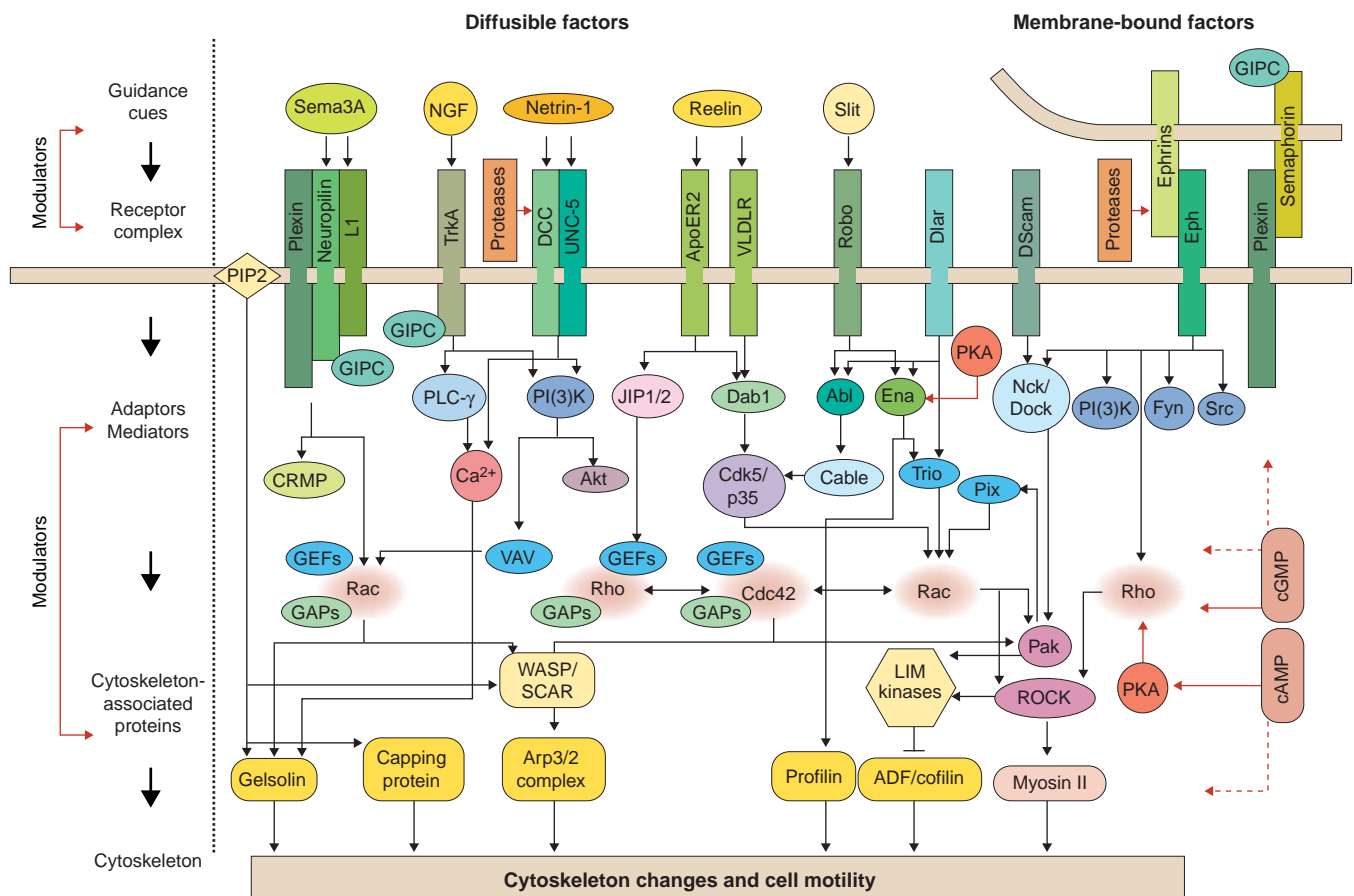 Diffusible factors
Membrane-bound factors
Guidance
cues
Modulators
Receptor
complex
Adaptors
Mediators
Modulators
Cytoskeleton-
associated
proteins
Cytoskeleton
Sema3A
NGF
Netrin-1
Reelin
Slit
GIPC
Plexin
Neuropilin
L1
TrkA
Proteases
DCC
UNC-5
ApoER2
VLDLR
Robo
Dlar
DScam
Proteases
Ephrins
Eph
Plexin
Semaphorin
PIP2
GIPC
GIPC
PLC-γ
PI(3)K
JIP1/2
Dab1
Abl
Ena
PKA
Nck/
Dock
PI(3)K
Fyn
Src
CRMP
Ca2+
Akt
Cdk5/
p35
Cable
Trio
Pix
GEFs
Rac
GAPs
VAV
GEFs
Rho
GAPs
GEFs
Cdc42
GAPs
Rac
Rho
cGMP
Pak
WASP/
SCAR
LIM
kinases
ROCK
PKA
cAMP
Gelsolin
Capping
protein
Arp3/2
complex
Profilin
ADF/cofilin
Myosin II
Cytoskeleton changes and cell motility